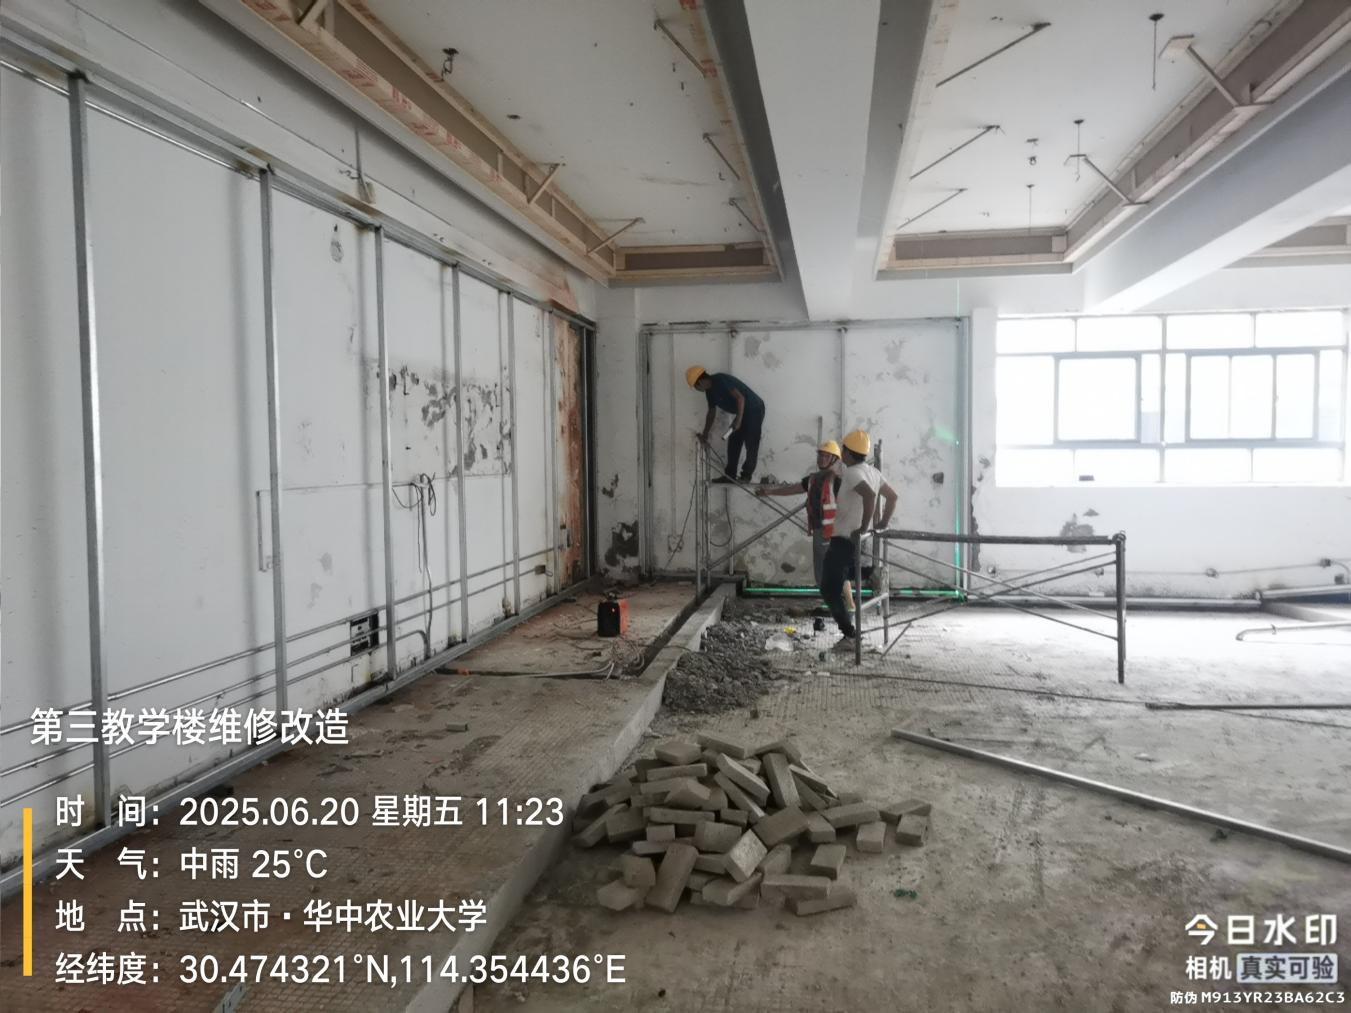 第三教学楼维修改造
时 间：2025.06.20 星期五 11:23
天 气：中雨 25°C
地 点：武汉市·华中农业大学
经纬度：30.474321°N,114.354436°E
今日水印
相机 真实可验
防伪 M913YR23BA62C3